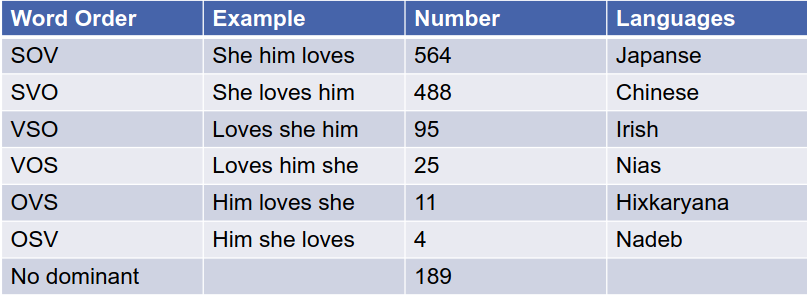 Word Order Example Number Languages
SOV She him loves 564 Japanse
SVO She loves him 488 Chinese
VSO Loves she him 95 Irish
VOS Loves him she 25 Nias
OVS Him loves she 11 Hixkaryana
OSV Him she loves 4 Nadeb
No dominant 189